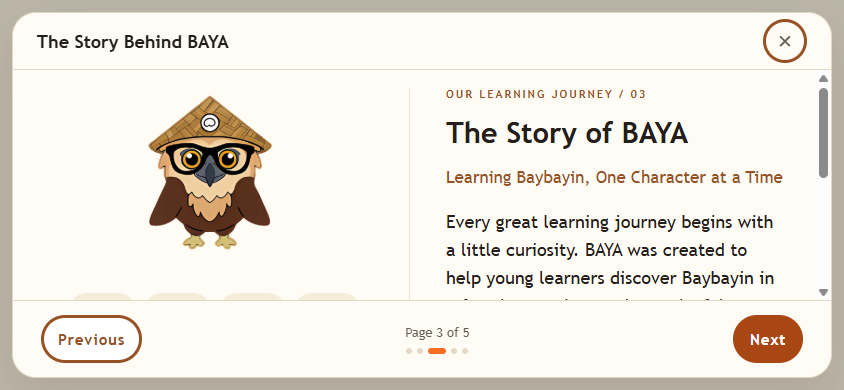 The Story Behind BAYA
OUR LEARNING JOURNEY / 03
The Story of BAYA
Learning Baybayin, One Character at a Time
Every great learning journey begins with
a little curiosity. BAYA was created to
help young learners discover Baybayin in
Previous
Page 3 of 5
Next